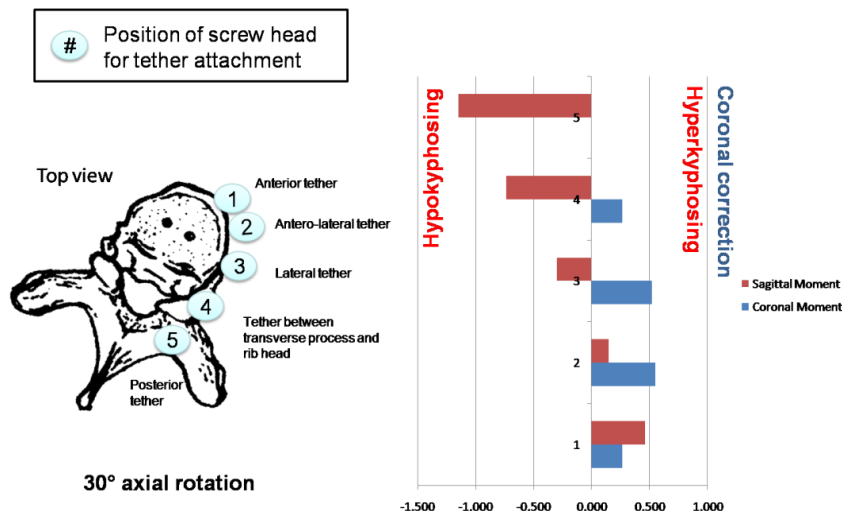 # Position of screw head
for tether attachment
Top view
1 Anterior tether
2 Antero-lateral tether
3 Lateral tether
4 Tether between
transverse process and
rib head
5 Posterior
tether
30° axial rotation
Hypokyphosing
Hyperkyphosing
Coronal correction
5
4
3
2
1
Sagittal Moment
Coronal Moment
-1.500 -1.000 -0.500 0.000 0.500 1.000